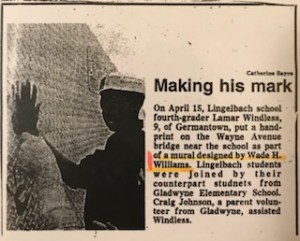 Catherine Sayre
Making his mark
On April 15, Lingelbach school
fourth-grader Lamar Windless,
9, of Germantown, put a hand-
print on the Wayne Avenue
bridge near the school as part
of a mural designed by Wade H.
Williams. Lingelbach students
were joined by their
counterpart studnets from
Gladwyne Elementary School.
Craig Johnson, a parent volun-
teer from Gladwyne, assisted
Windless.